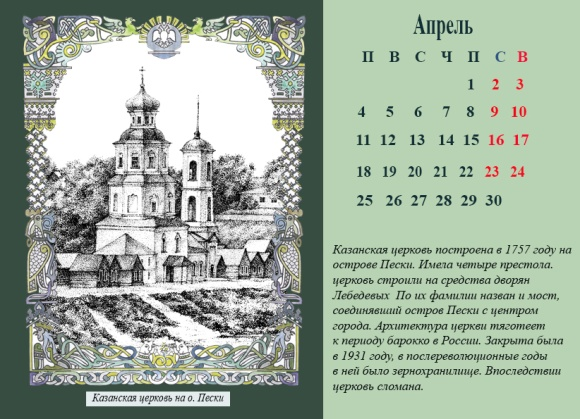 Апрель
П В С Ч П С В
1 2 3
4 5 6 7 8 9 10
11 12 13 14 15 16 17
18 19 20 21 22 23 24
25 26 27 28 29 30
Казанская церковь построена в 1757 году на
острове Пески. Имела четыре престола.
церковь строили на средства дворян
Лебедевых По их фамилии назван и мост,
соединявший остров Пески с центром
города. Архитектура церкви тяготеет
к периоду барокко в России. Закрыта была
в 1931 году, в послереволюционные годы
в ней было зернохранилище. Впоследствии
церковь сломана.
Казанская церковь на о. Пески